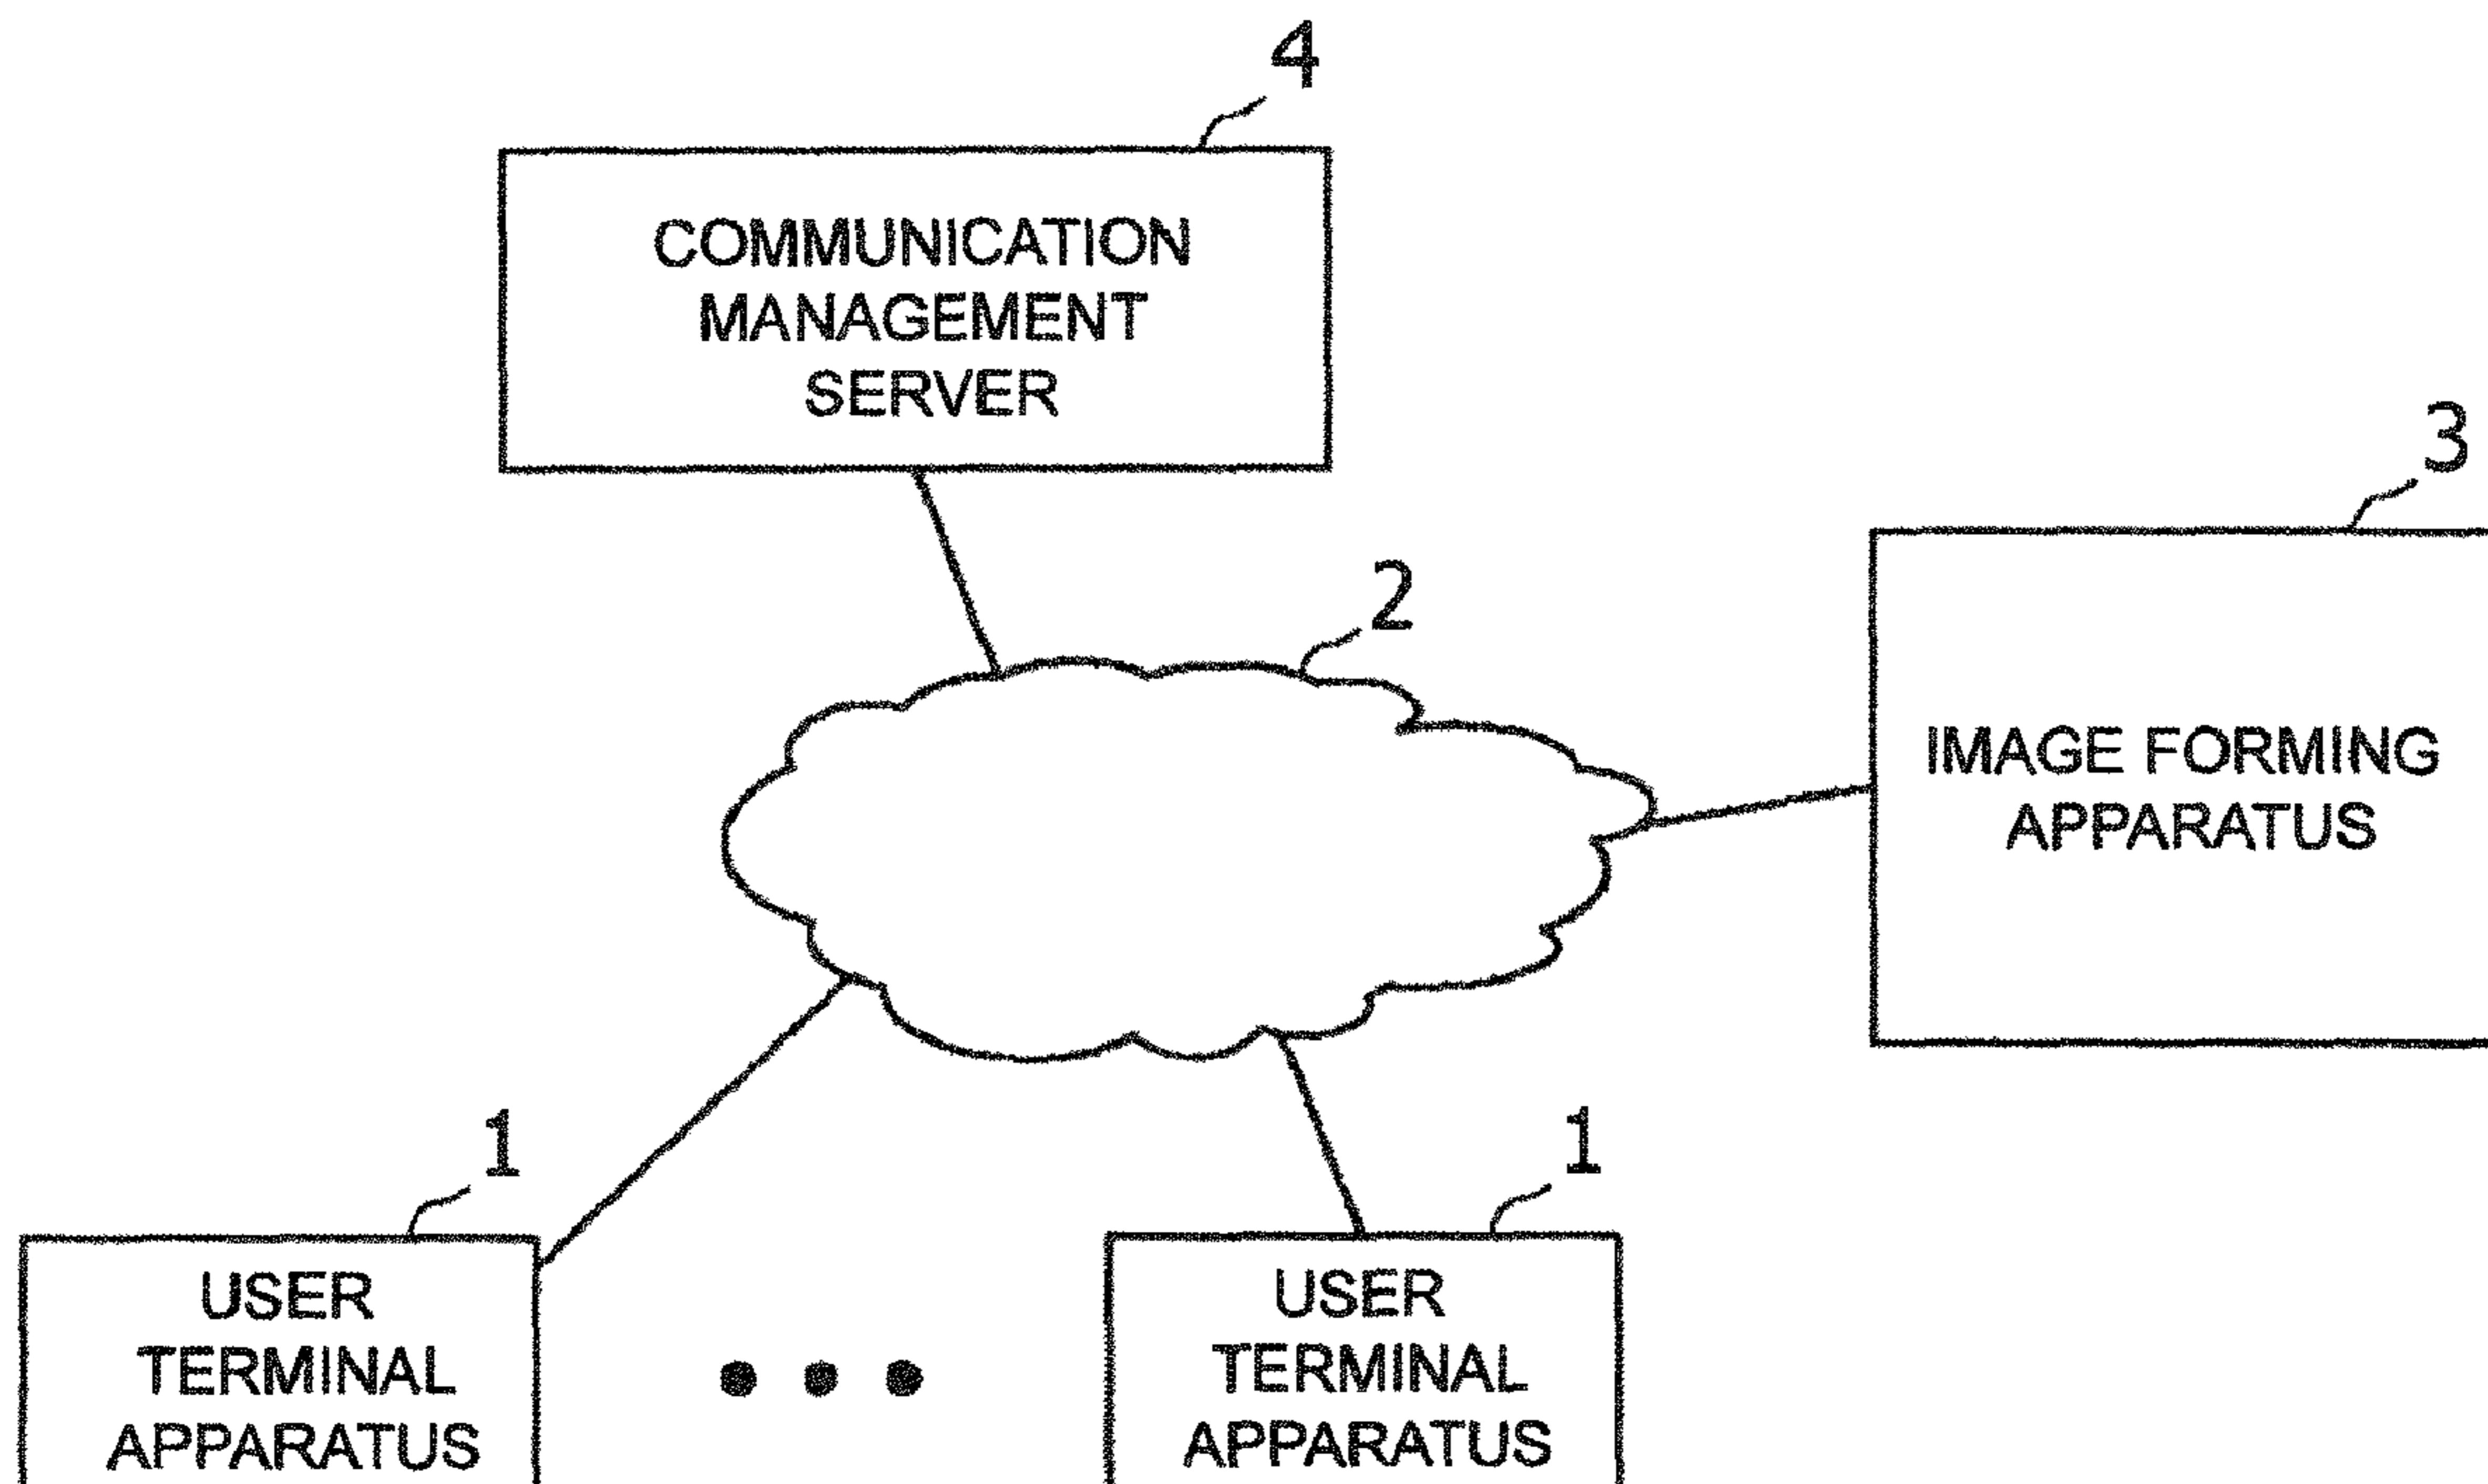 4
COMMUNICATION
MANAGEMENT
SERVER
3
2
IMAGE FORMING
APPARATUS
1
USER
TERMINAL
APPARATUS
1
USER
TERMINAL
APPARATUS